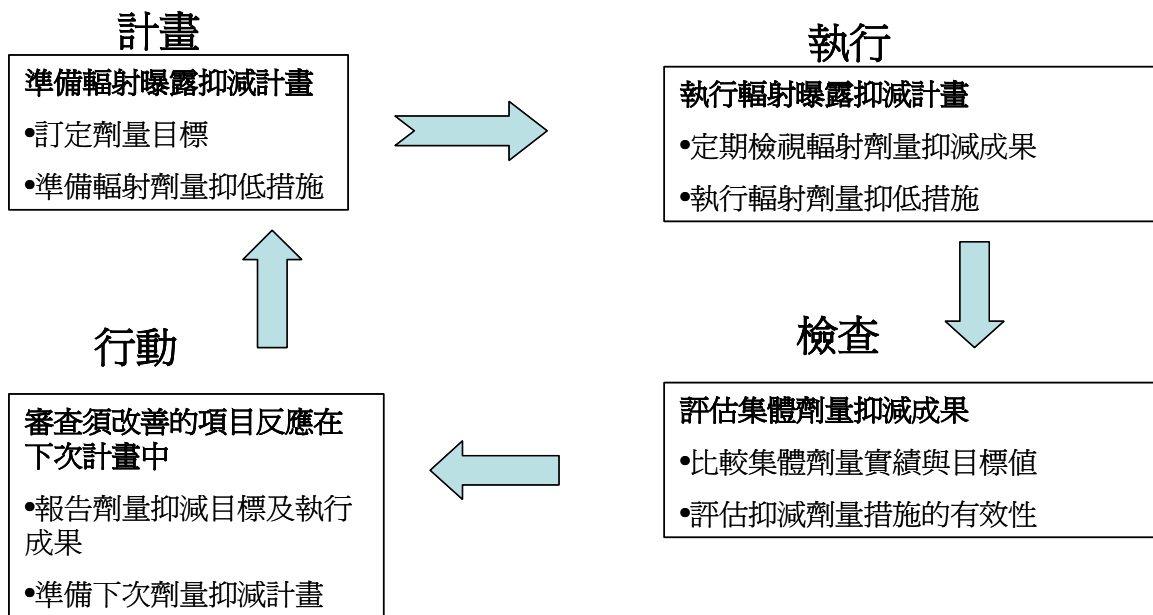 計畫
準備輻射曝露抑減計畫
•訂定劑量目標
•準備輻射劑量抑低措施
執行
執行輻射曝露抑減計畫
•定期檢視輻射劑量抑減成果
•執行輻射劑量抑低措施
檢查
評估集體劑量抑減成果
•比較集體劑量實績與目標值
•評估抑減劑量措施的有效性
行動
審查須改善的項目反應在
下次計畫中
•報告劑量抑減目標及執行
成果
•準備下次劑量抑減計畫